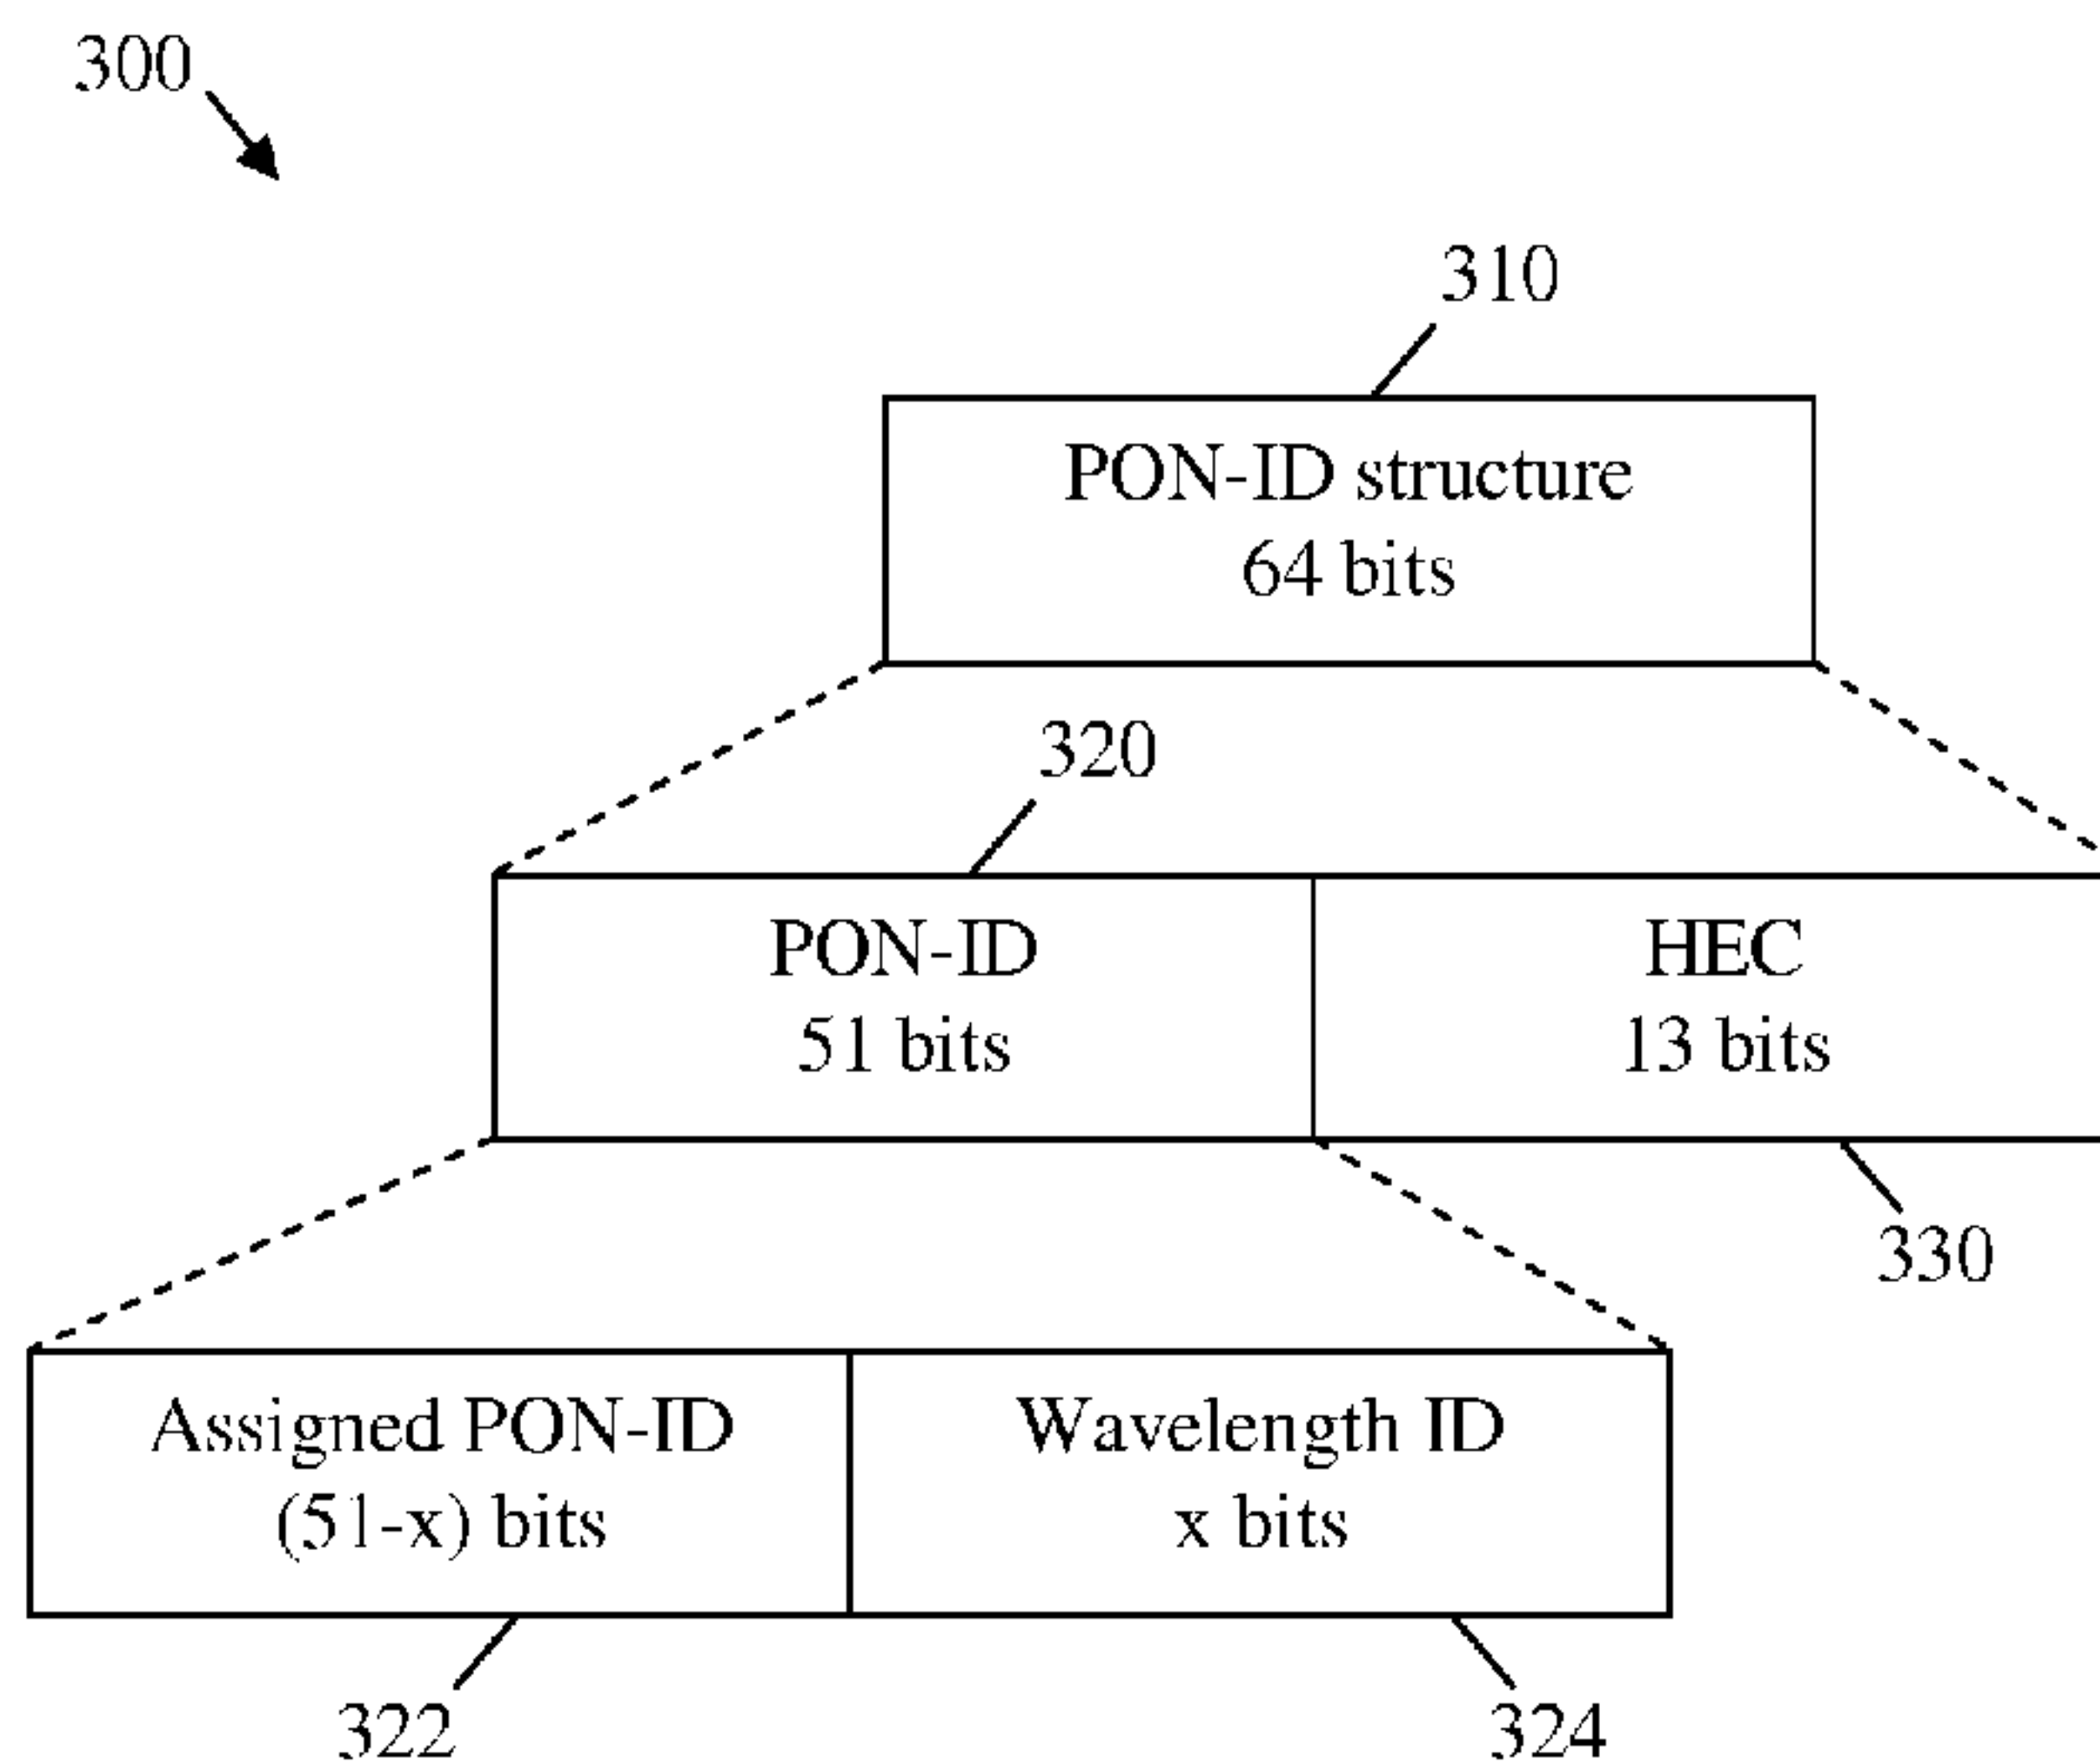 300
310
PON-ID structure
64 bits
320
PON-ID
51 bits
HEC
13 bits
330
Assigned PON-ID
(51-x) bits
Wavelength ID
x bits
322
324